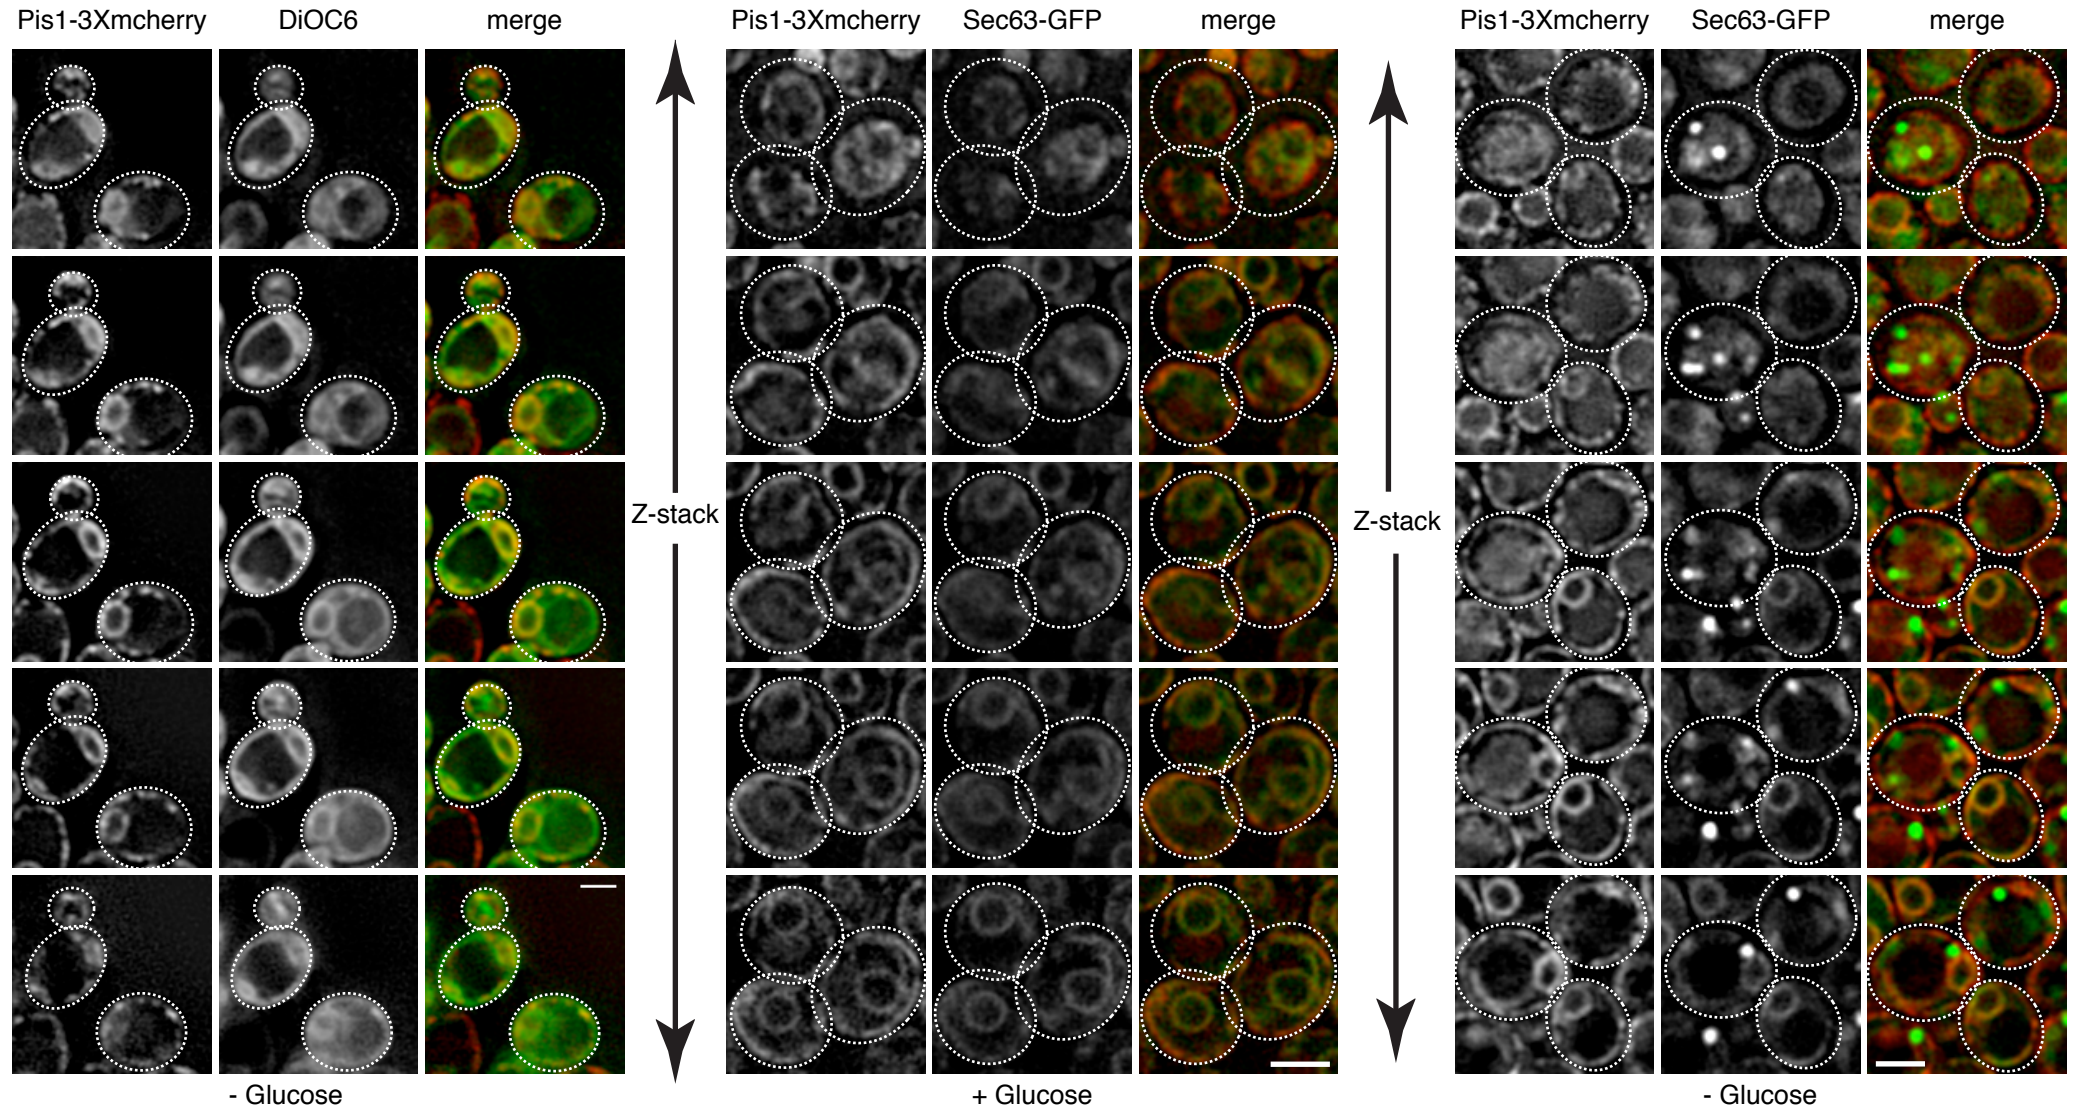 Pis1-3Xmcherry DiOC6 merge
Pis1-3Xmcherry Sec63-GFP merge
Pis1-3Xmcherry Sec63-GFP merge
Z-stack
Z-stack
- Glucose
+ Glucose
- Glucose